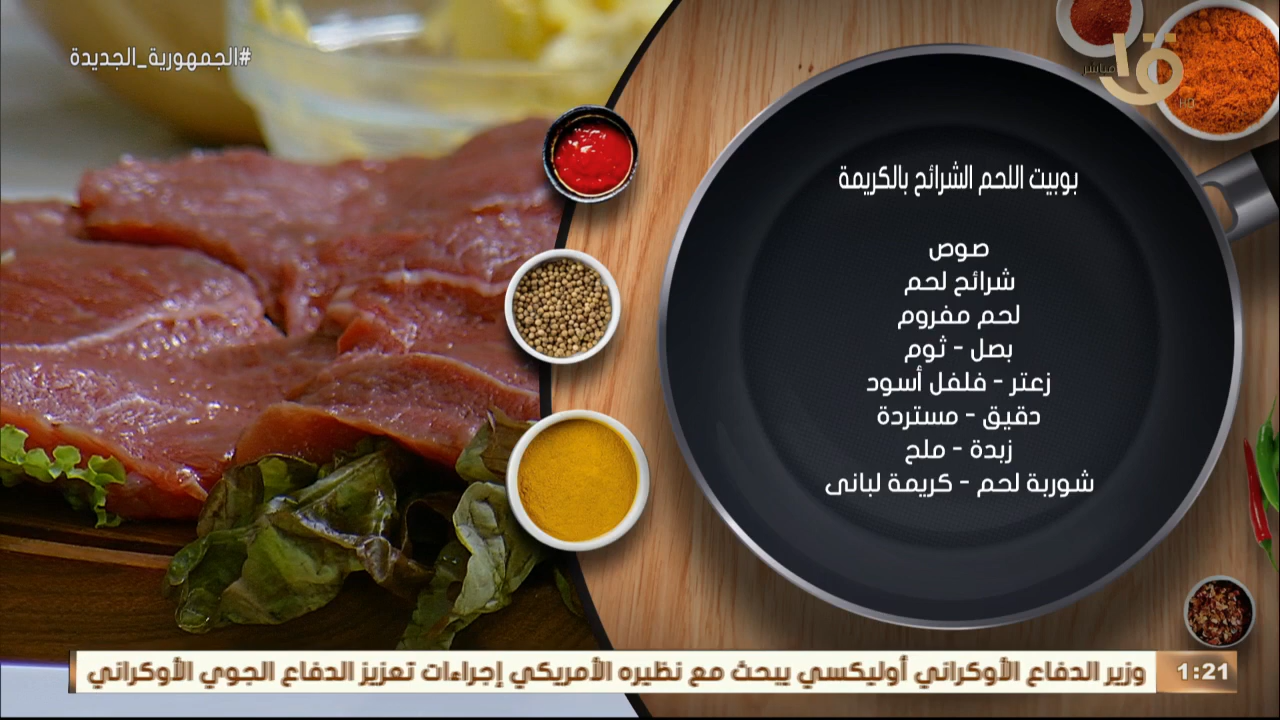 #الجمهورية_الجديدة
مباشر
HD
بوبيت اللحم الشرائح بالكريمة
صوص
شرائح لحم
لحم مفروم
بصل - ثوم
زعتر - فلفل أسود
دقيق - مستردة
زبدة - ملح
شوربة لحم - كريمة لبانى
1:21
وزير الدفاع الأوكراني أوليكسي يبحث مع نظيره الأمريكي إجراءات تعزيز الدفاع الجوي الأوكراني